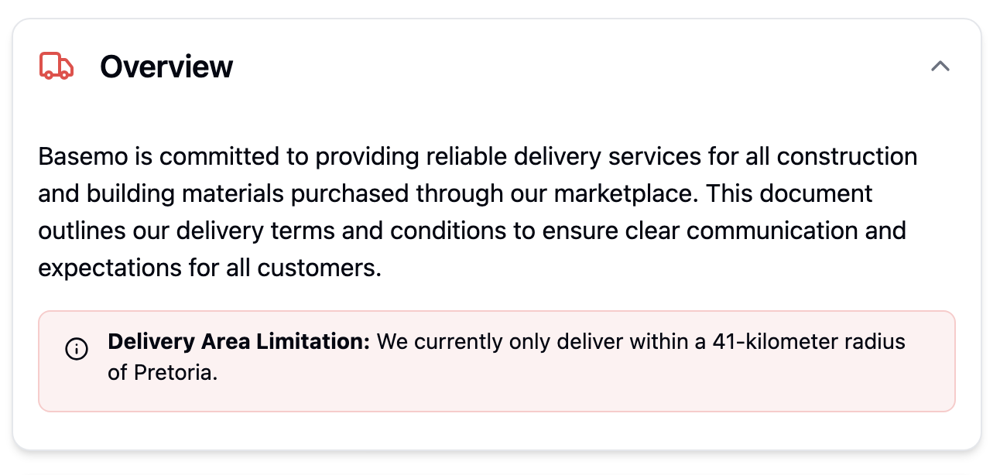 Overview
Basemo is committed to providing reliable delivery services for all construction
and building materials purchased through our marketplace. This document
outlines our delivery terms and conditions to ensure clear communication and
expectations for all customers.
Delivery Area Limitation: We currently only deliver within a 41-kilometer radius
of Pretoria.